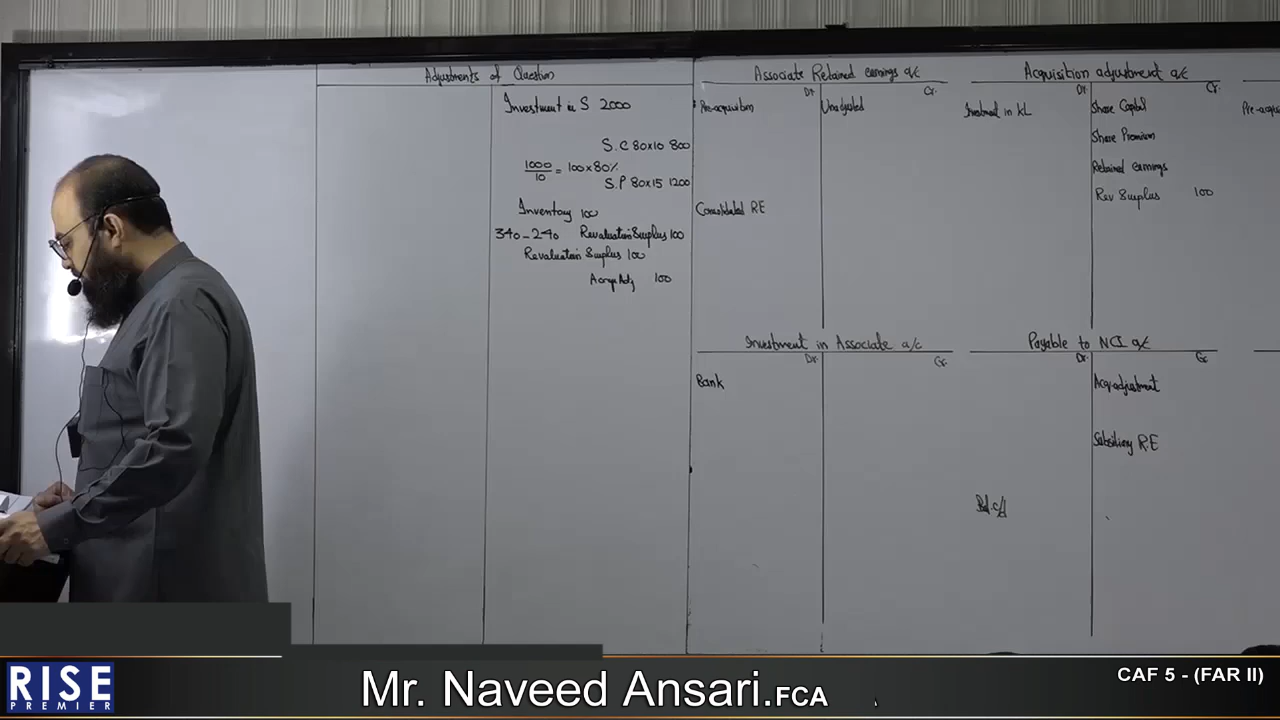 Adjustments of Question
Investment in S 2000
S.C 80x10 800
1000/10 = 100x80%
S.P 80x15 1200
Inventory 100
340-240 Revaluation Surplus 100
Revaluation Surplus 100
Acqu Adj 100
Associate Retained earnings a/c
Dr. Cr.
Pre-acquisition Unadjusted
Consolidated RE
Acquisition adjustment a/c
Dr. Cr.
Investment in KL Share Capital
Share Premium
Retained earnings
Rev Surplus 100
Investment in Associate a/c
Dr. Cr.
Bank
Payable to NCI a/c
Dr. Cr.
Acqu-adjustment
Subsidiary R.E
Bal. c/d
RISE
PREMIER
Mr. Naveed Ansari.FCA
CAF 5 - (FAR II)